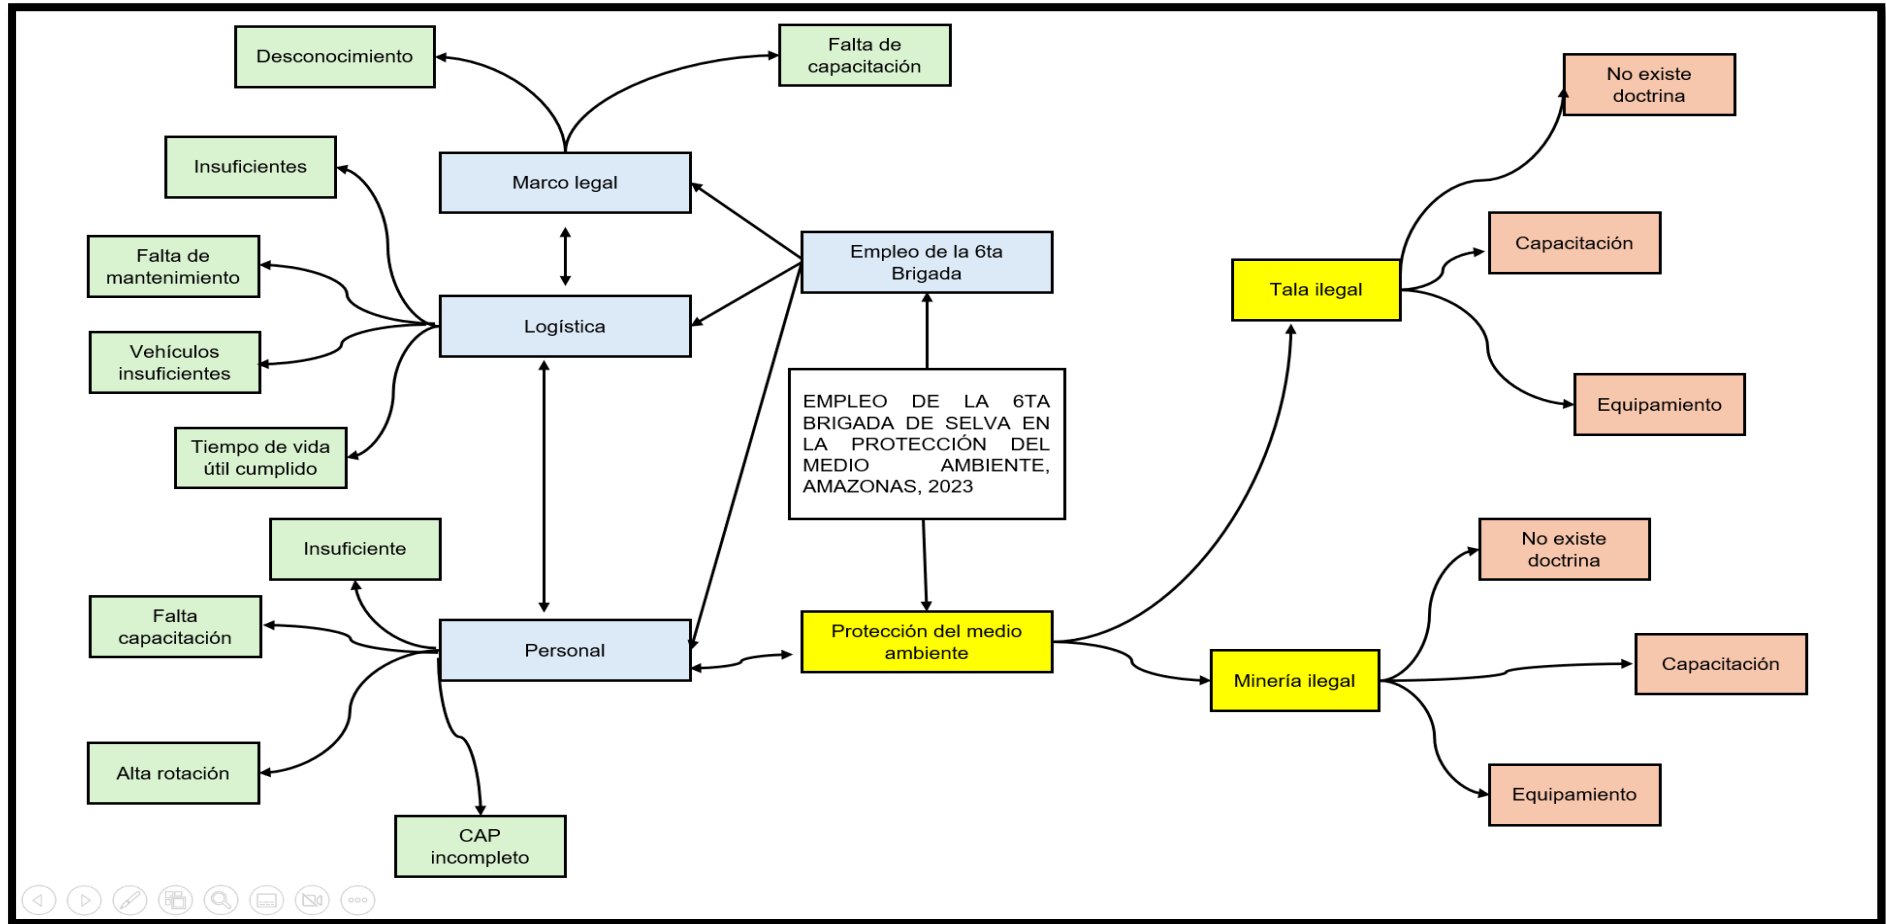 Desconocimiento
Falta de
capacitación
No existe
doctrina
Insuficientes
Marco legal
Capacitación
Falta de
mantenimiento
Empleo de la 6ta
Brigada
Tala ilegal
Logística
Vehículos
insuficientes
EMPLEO DE LA 6TA
BRIGADA DE SELVA EN
LA PROTECCIÓN DEL
MEDIO AMBIENTE,
AMAZONAS, 2023
Equipamiento
Tiempo de vida
útil cumplido
Insuficiente
No existe
doctrina
Falta
capacitación
Personal
Protección del medio
ambiente
Minería ilegal
Capacitación
Alta rotación
Equipamiento
CAP
incompleto